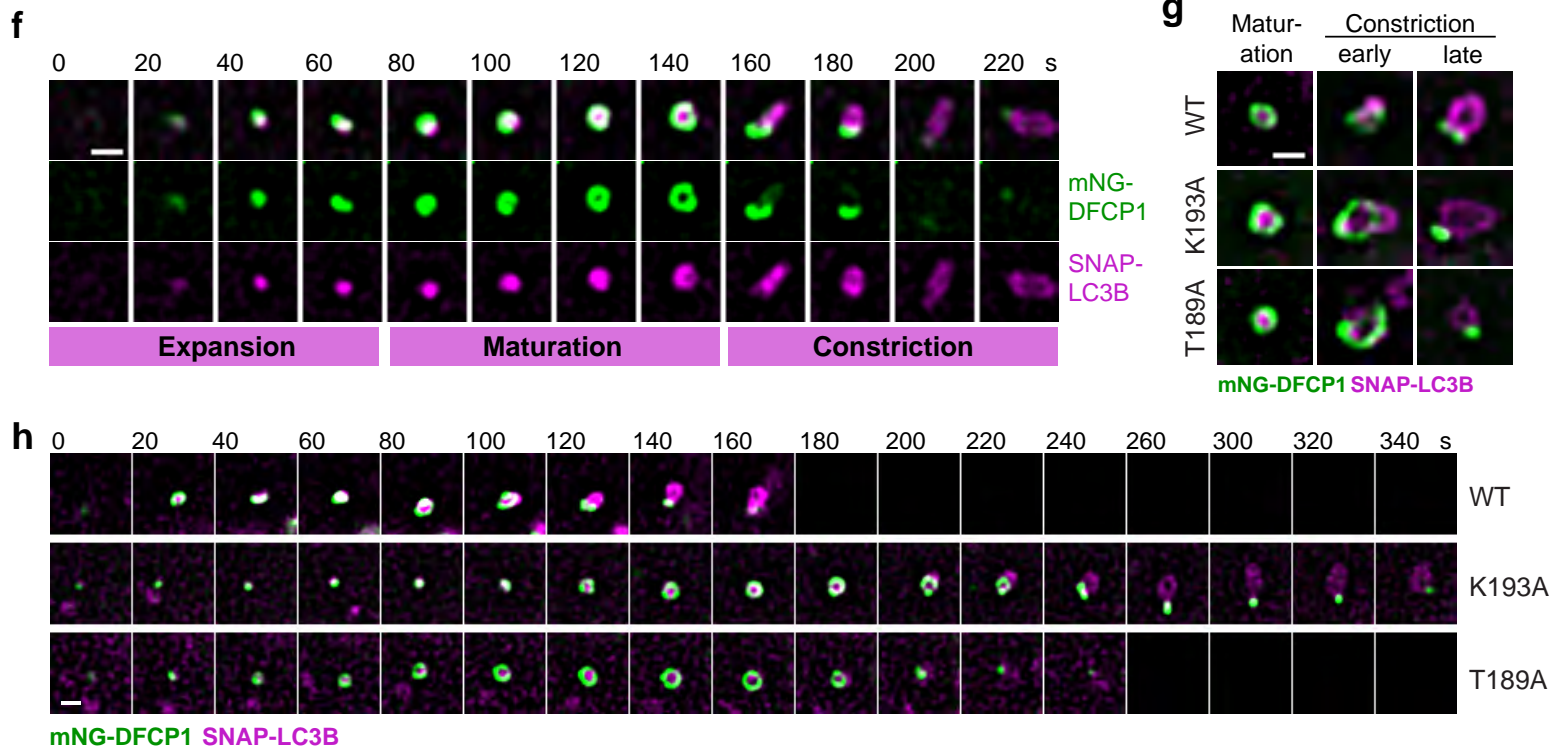 f
0 20 40 60 80 100 120 140 160 180 200 220 s
mNG-
DFCP1
SNAP-
LC3B
Expansion Maturation Constriction
g
Matur-
ation
Constriction
early late
WT
K193A
T189A
mNG-DFCP1 SNAP-LC3B
h
0 20 40 60 80 100 120 140 160 180 200 220 240 260 300 320 340 s
WT
K193A
T189A
mNG-DFCP1 SNAP-LC3B